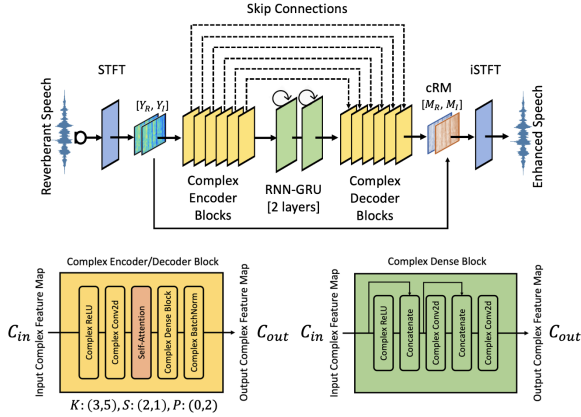 Skip Connections
STFT
iSTFT
cRM
[Y_R, Y_I]
[M_R, M_I]
Reverberant Speech
Enhanced Speech
Complex
Encoder
Blocks
RNN-GRU
[2 layers]
Complex
Decoder
Blocks
Complex Encoder/Decoder Block
Input Complex Feature Map
C_in
Complex ReLU
Complex Conv2d
Self-Attention
Complex Dense Block
Complex BatchNorm
Output Complex Feature Map
C_out
K: (3,5), S: (2,1), P: (0,2)
Complex Dense Block
Input Complex Feature Map
C_in
Complex ReLU
Concatenate
Complex Conv2d
Concatenate
Complex Conv2d
Output Complex Feature Map
C_out